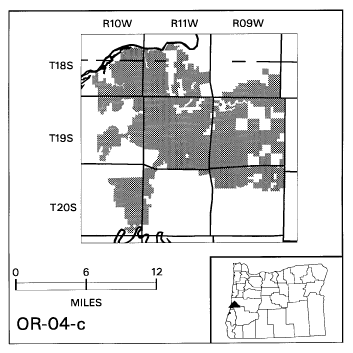 R10W R11W R09W
T18S
T19S
T20S
0 6 12
MILES
OR-04-c